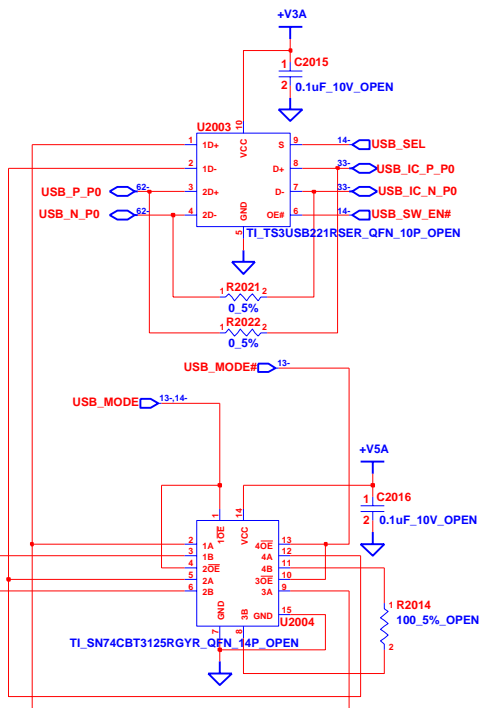 +V3A
1 C2015
2 0.1uF_10V_OPEN
U2003
10
VCC
1 1D+ S 9 14- USB_SEL
2 1D- D+ 8 33- USB_IC_P_P0
USB_P_P0 62- 3 2D+ D- 7 33- USB_IC_N_P0
USB_N_P0 62- 4 2D- OE# 6 14- USB_SW_EN#
GND
5
TI_TS3USB221RSER_QFN_10P_OPEN
1 R2021 2
0_5%
1 R2022 2
0_5%
USB_MODE# 13-
USB_MODE 13-,14-
+V5A
1 C2016
2 0.1uF_10V_OPEN
1 14
1OE VCC
2 1A 4OE 13
3 1B 4A 12
4 2OE 4B 11
5 2A 3OE 10
6 2B 3A 9
GND 3B GND 15
7 8 U2004
TI_SN74CBT3125RGYR_QFN_14P_OPEN
1 R2014
100_5%_OPEN
2